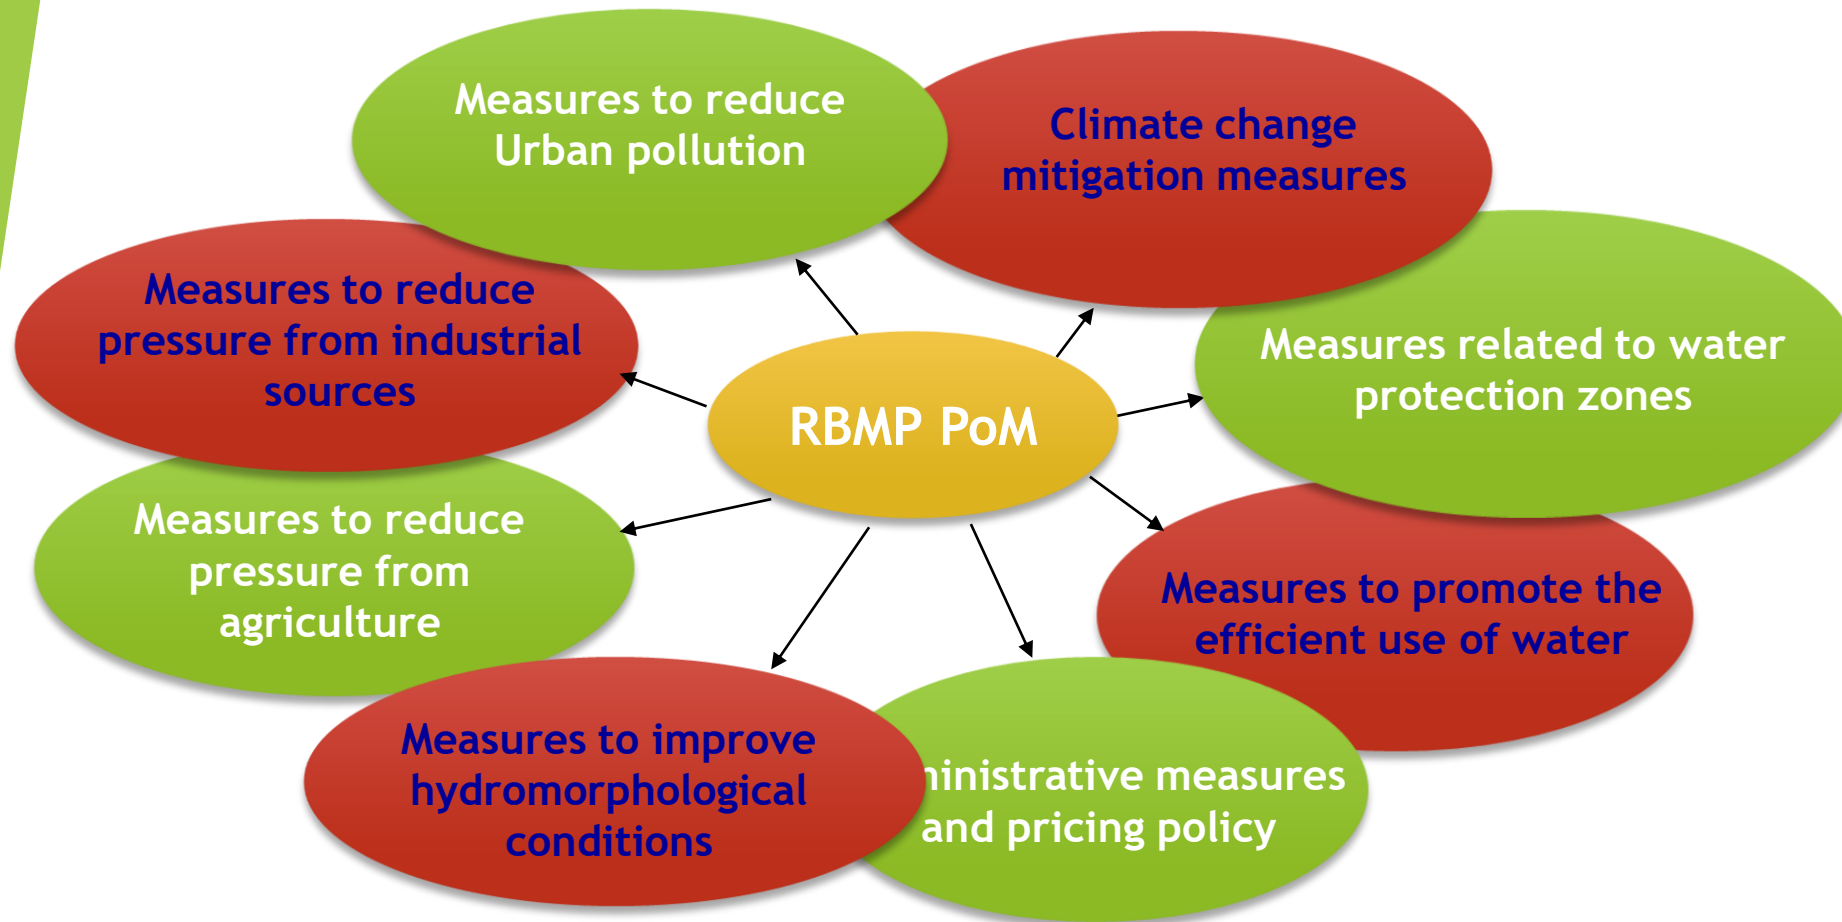 Measures to reduce
Urban pollution
Climate change
mitigation measures
Measures to reduce
pressure from industrial
sources
Measures related to water
protection zones
RBMP PoM
Measures to reduce
pressure from
agriculture
Measures to promote the
efficient use of water
Measures to improve
hydromorphological
conditions
measures
and pricing policy